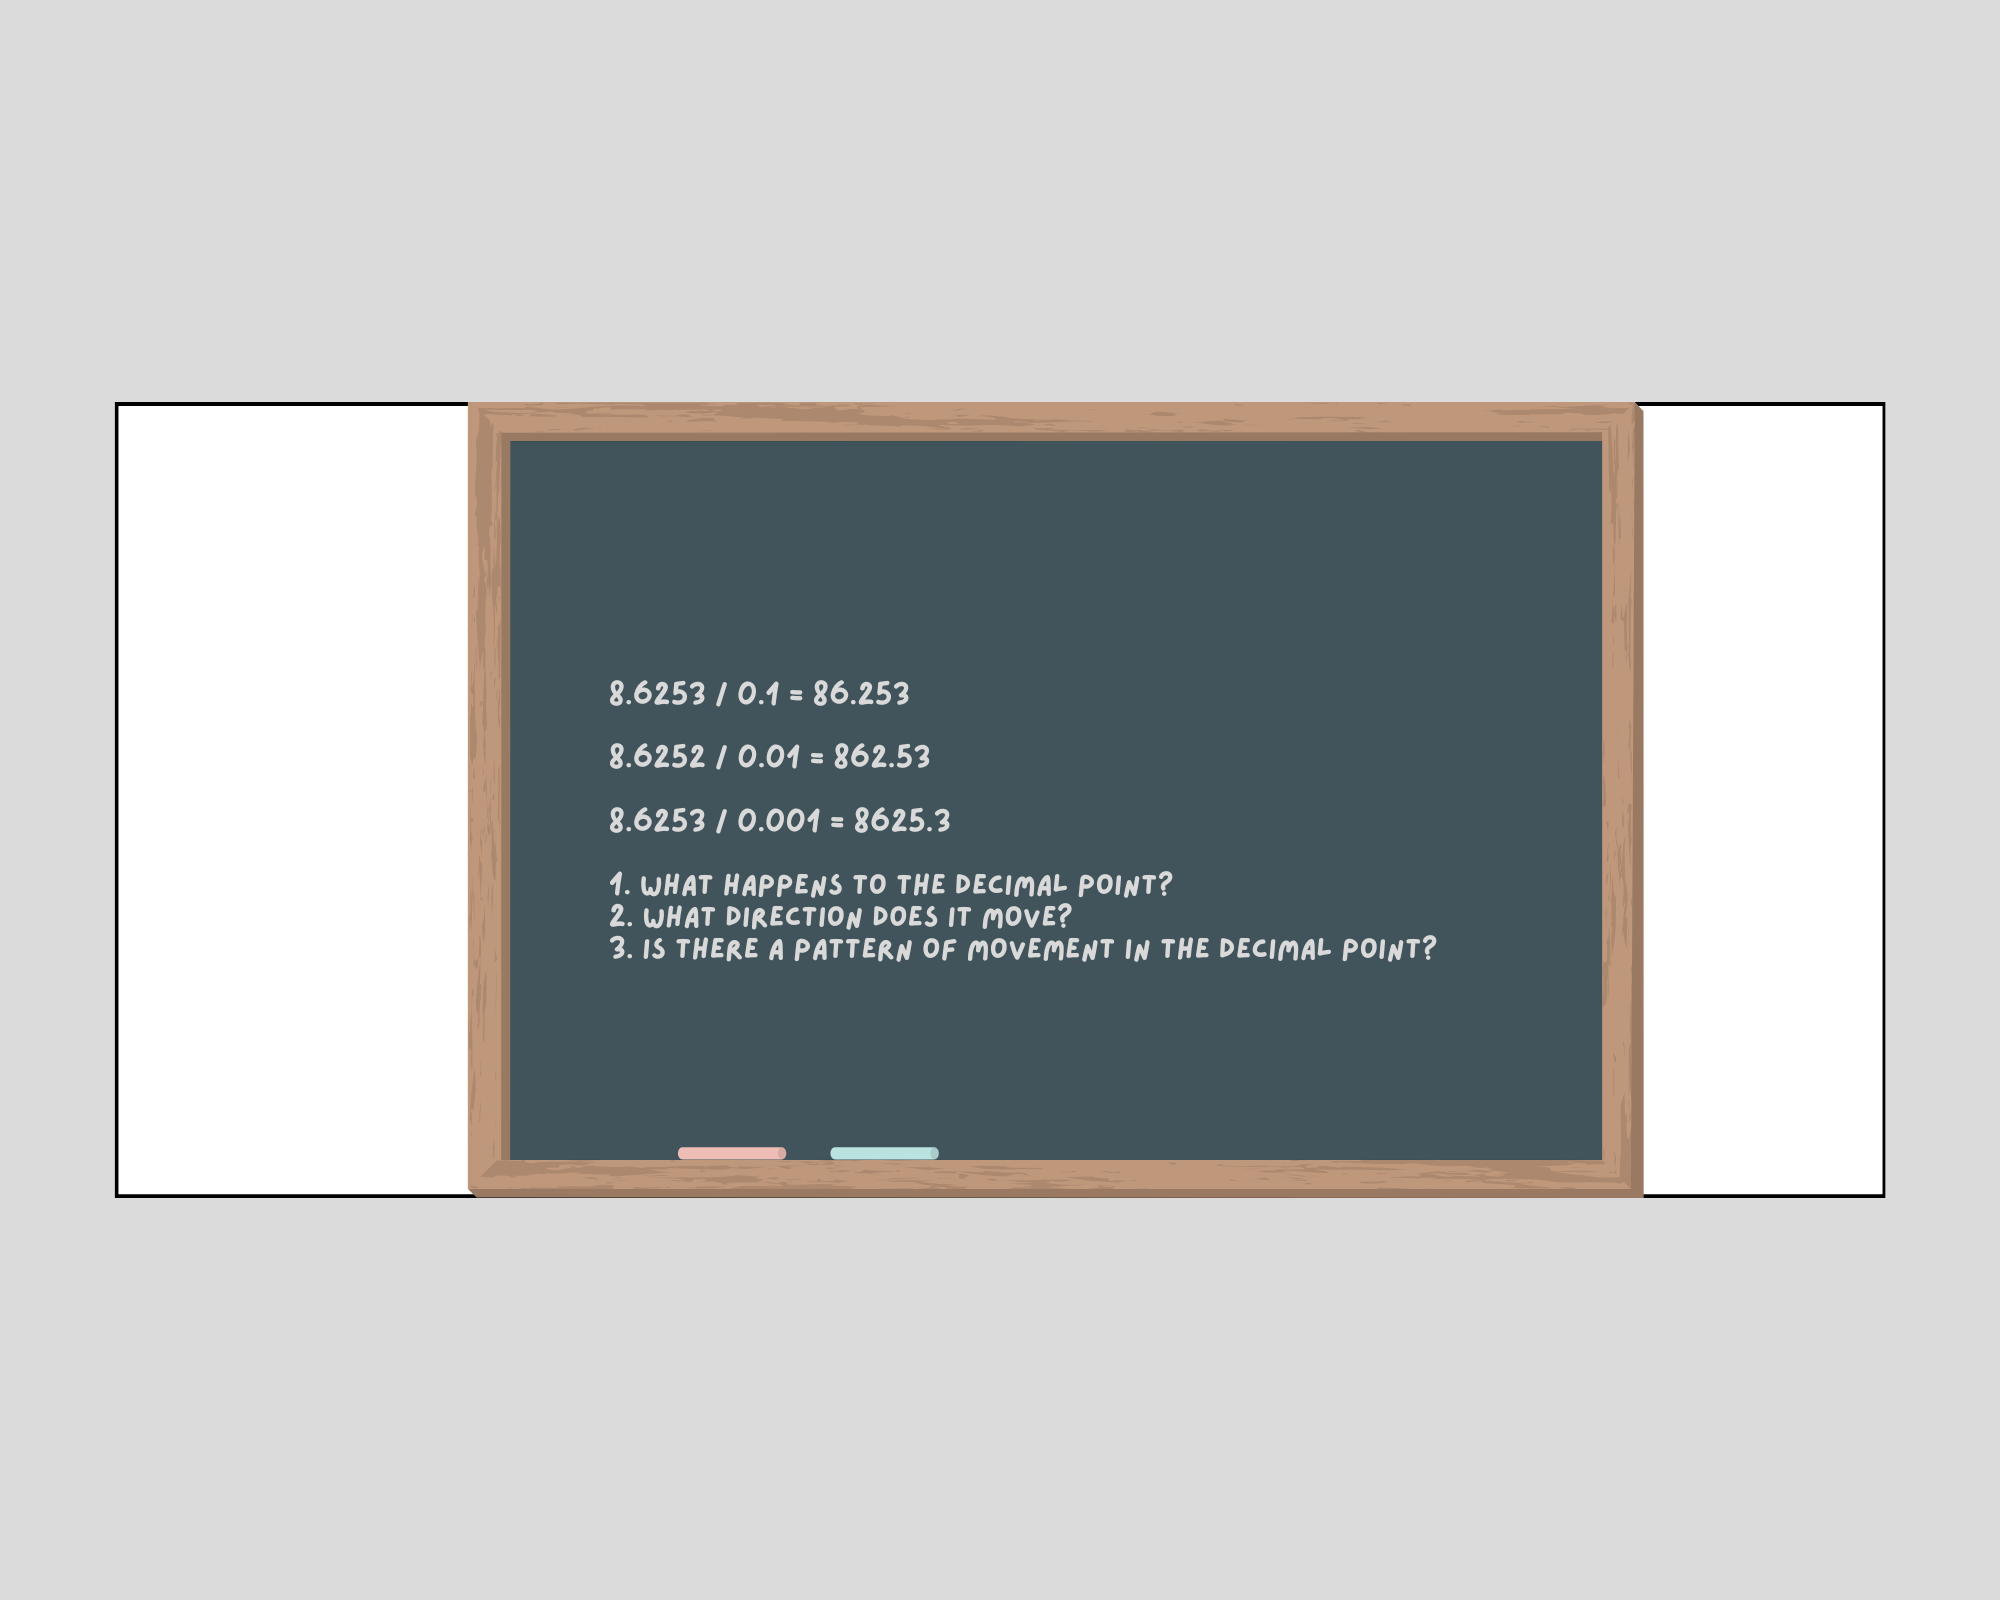 8.6253 / 0.1 = 86.253
8.6252 / 0.01 = 862.53
8.6253 / 0.001 = 8625.3
1. WHAT HAPPENS TO THE DECIMAL POINT?
2. WHAT DIRECTION DOES IT MOVE?
3. IS THERE A PATTERN OF MOVEMENT IN THE DECIMAL POINT?